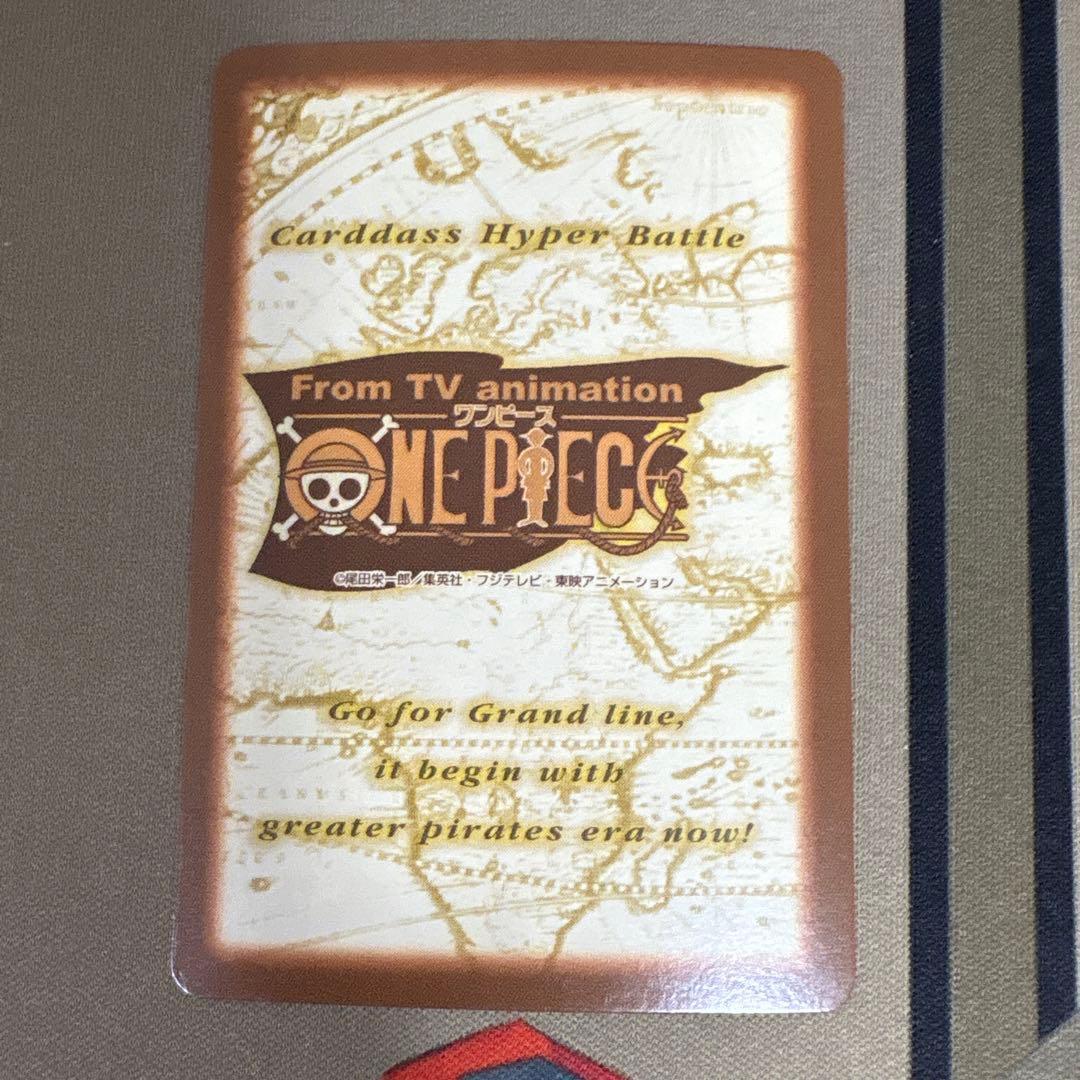 Carddass Hyper Battle
From TV animation
ワンピース
ONE PIECE
©尾田栄一郎／集英社・フジテレビ・東映アニメーション
Go for Grand line,
it begin with
greater pirates era now!